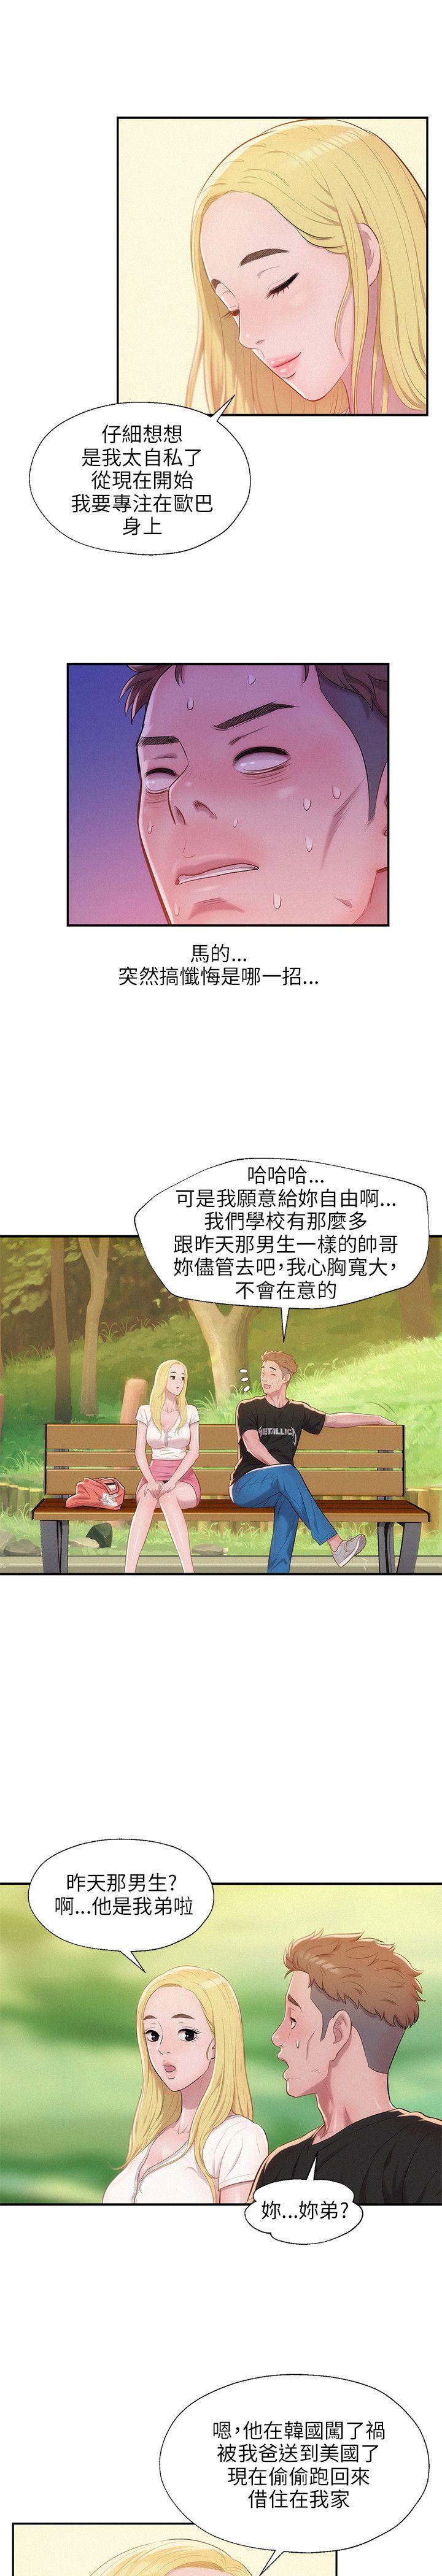 仔細想想
是我太自私了
從現在開始
我要專注在歐巴
身上
馬的...
突然搞懺悔是哪一招...
哈哈哈...
可是我願意給妳自由啊...
我們學校有那麼多
跟昨天那男生一樣的帥哥
妳儘管去吧,我心胸寬大,
不會在意的
METALLICA
昨天那男生?
啊...他是我弟啦
妳...妳弟?
嗯,他在韓國闖了禍
被我爸送到美國了
現在偷偷跑回來
借住在我家